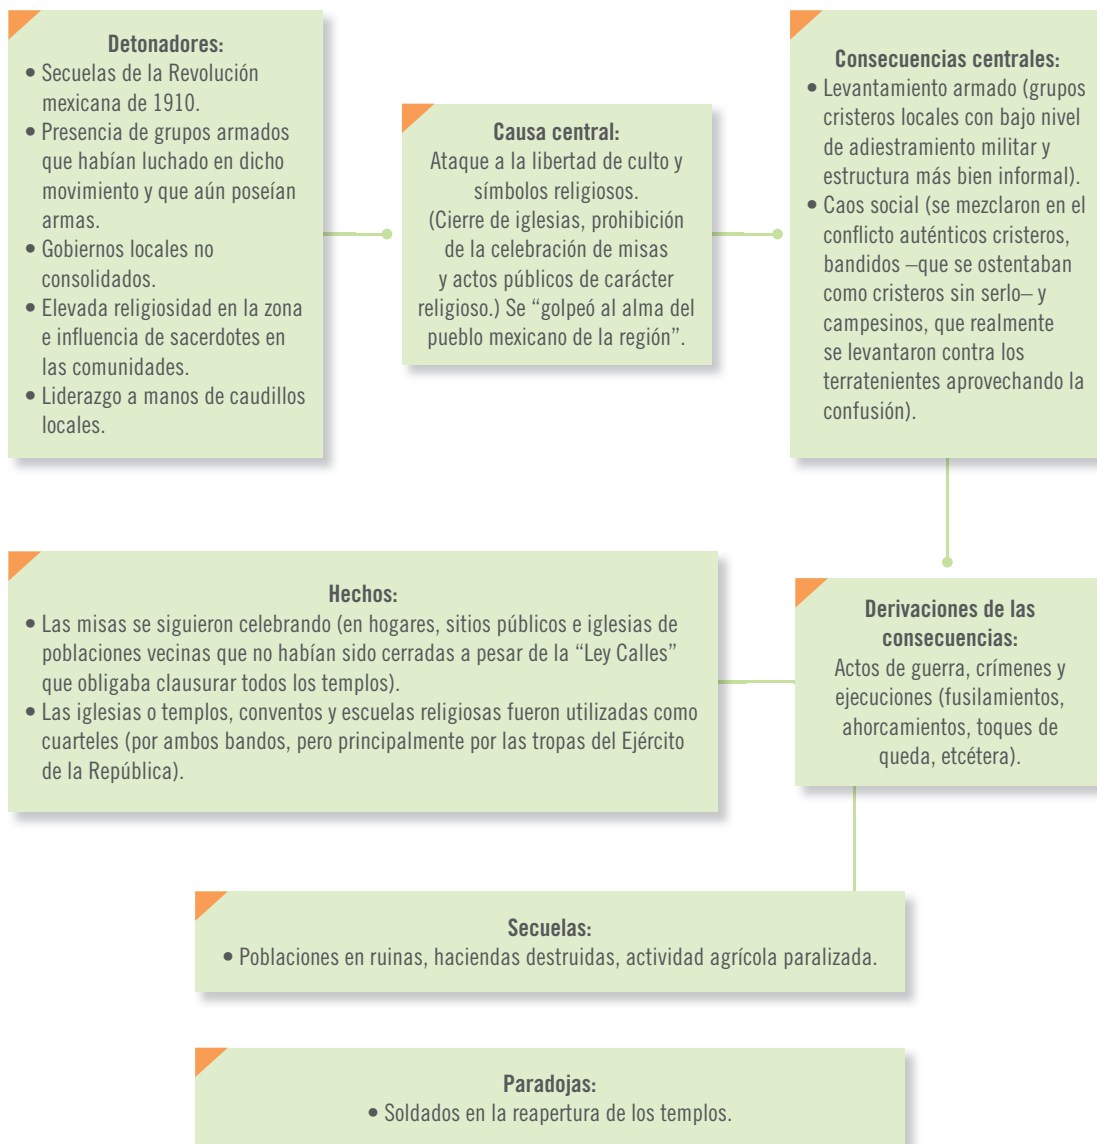 Detonadores:
• Secuelas de la Revolución
mexicana de 1910.
• Presencia de grupos armados
que habían luchado en dicho
movimiento y que aún poseían
armas.
• Gobiernos locales no
consolidados.
• Elevada religiosidad en la zona
e influencia de sacerdotes en
las comunidades.
• Liderazgo a manos de caudillos
locales.
Causa central:
Ataque a la libertad de culto y
símbolos religiosos.
(Cierre de iglesias, prohibición
de la celebración de misas
y actos públicos de carácter
religioso.) Se “golpeó al alma del
pueblo mexicano de la región”.
Consecuencias centrales:
• Levantamiento armado (grupos
cristeros locales con bajo nivel
de adiestramiento militar y
estructura más bien informal).
• Caos social (se mezclaron en el
conflicto auténticos cristeros,
bandidos –que se ostentaban
como cristeros sin serlo– y
campesinos, que realmente
se levantaron contra los
terratenientes aprovechando la
confusión).
Hechos:
• Las misas se siguieron celebrando (en hogares, sitios públicos e iglesias de
poblaciones vecinas que no habían sido cerradas a pesar de la “Ley Calles”
que obligaba clausurar todos los templos).
• Las iglesias o templos, conventos y escuelas religiosas fueron utilizadas como
cuarteles (por ambos bandos, pero principalmente por las tropas del Ejército
de la República).
Derivaciones de las
consecuencias:
Actos de guerra, crímenes y
ejecuciones (fusilamientos,
ahorcamientos, toques de
queda, etcétera).
Secuelas:
• Poblaciones en ruinas, haciendas destruidas, actividad agrícola paralizada.
Paradojas:
• Soldados en la reapertura de los templos.